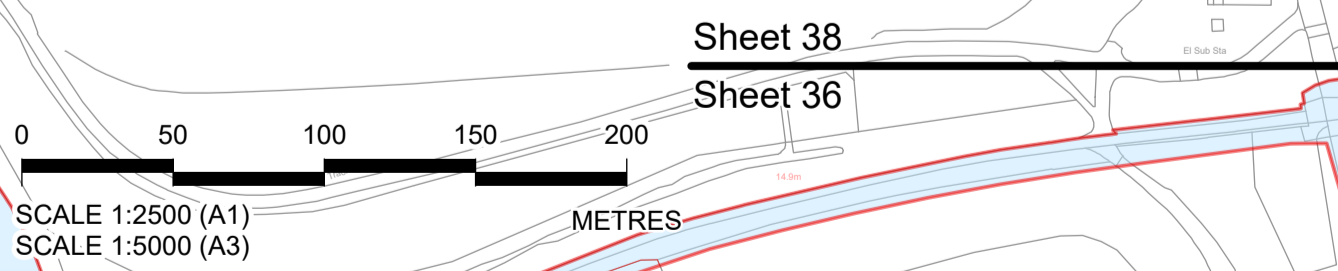 Sheet 38
El Sub Sta
Sheet 36
0 50 100 150 200
14.9m
SCALE 1:2500 (A1)
METRES
SCALE 1:5000 (A3)